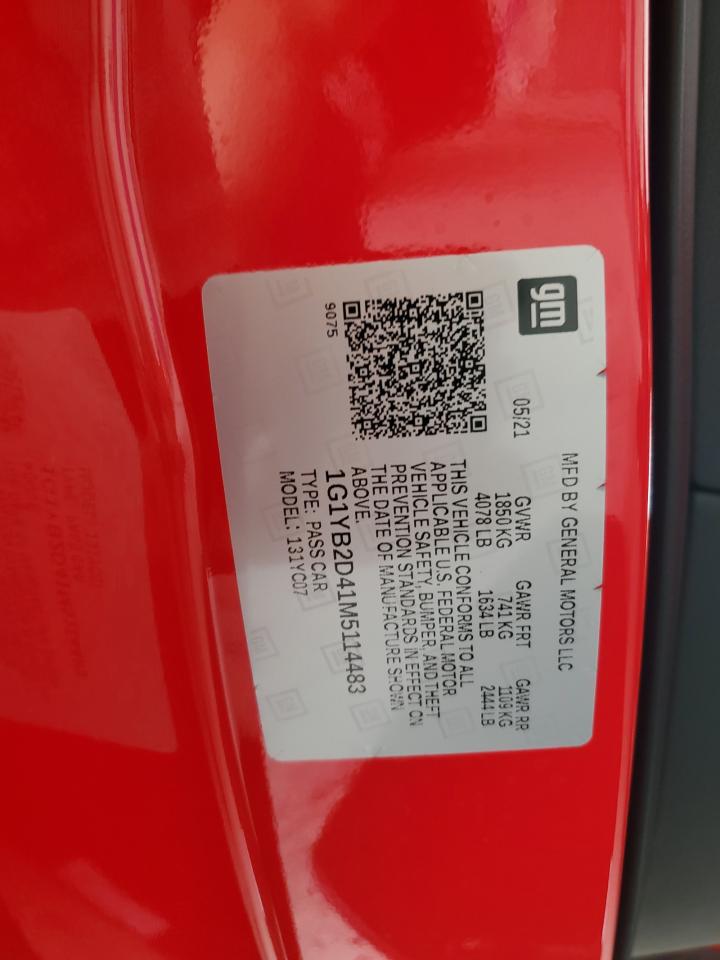 gm
MFD BY GENERAL MOTORS LLC
05/21 GVWR GAWR FRT GAWR RR
1850 KG 741 KG 1109 KG
4078 LB 1634 LB 2444 LB
THIS VEHICLE CONFORMS TO ALL
APPLICABLE U.S. FEDERAL MOTOR
VEHICLE SAFETY, BUMPER, AND THEFT
PREVENTION STANDARDS IN EFFECT ON
THE DATE OF MANUFACTURE SHOWN
ABOVE.
1G1YB2D41M5114483
TYPE: PASS CAR
MODEL: 131YC07
9075